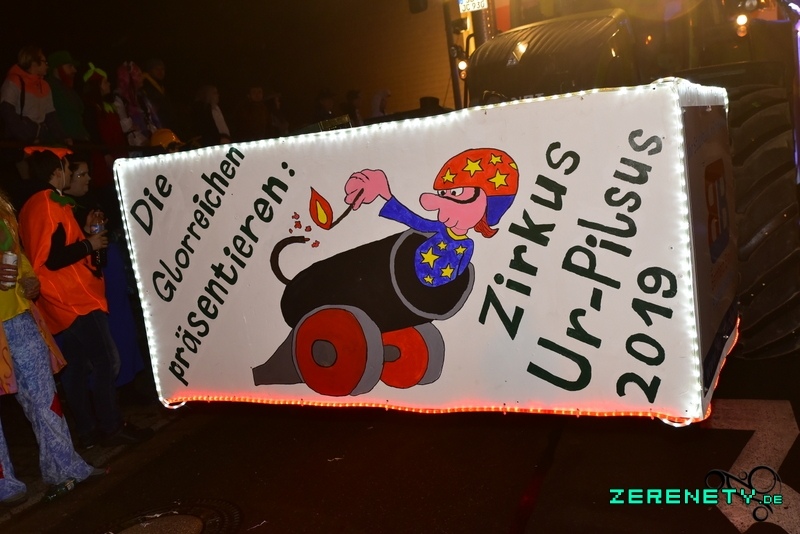 Die
Glorreichen
präsentieren:
Zirkus
Ur-Pilsus
2019
ZERENETY.DE